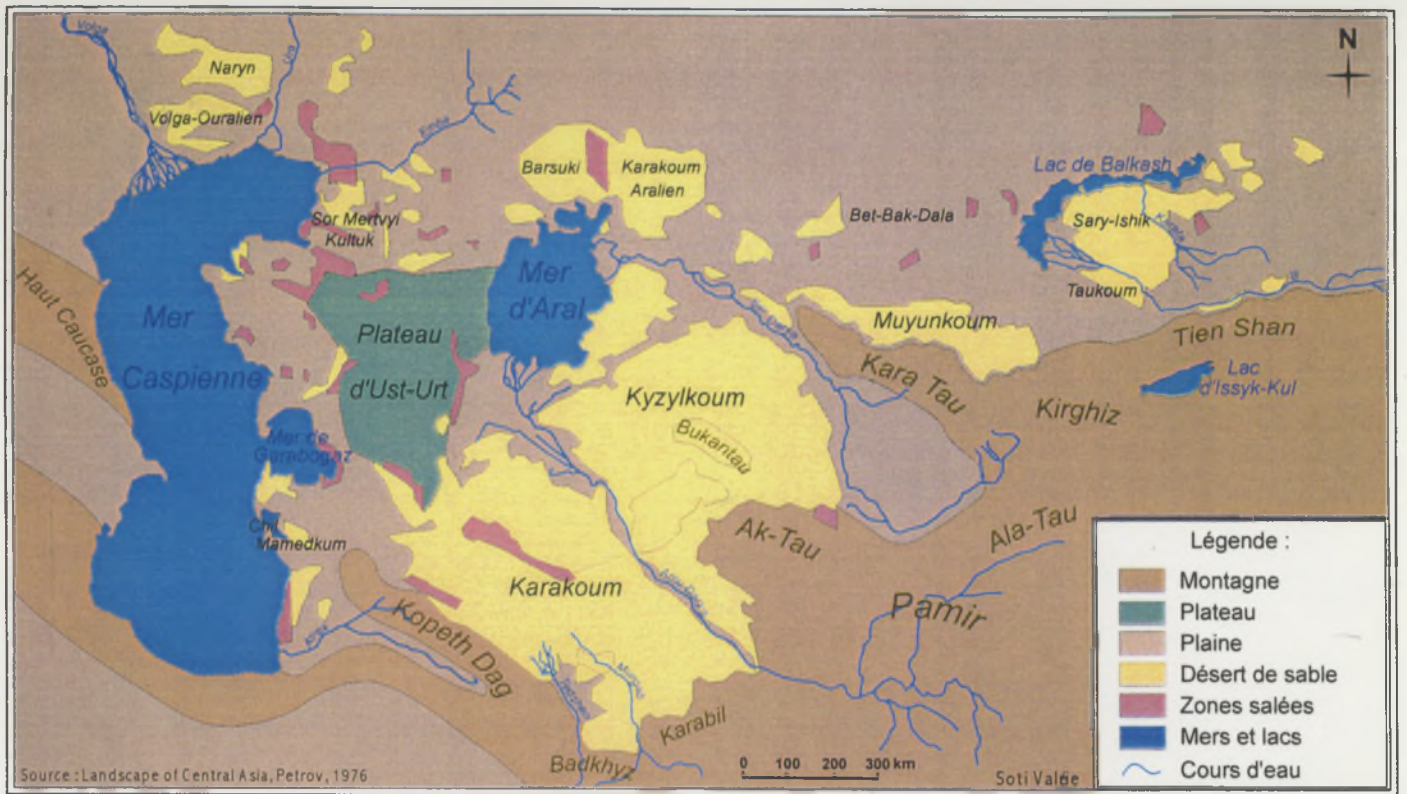 N
Volga
Naryn
Volga-Ouralien
Emba
Barsuki
Karakoum
Aralien
Lac de Balkash
Bet-Bak-Dala
Sary-Ishik
Sor Mertvyi
Kultuk
Taukoum
Ili
Haut Caucase
Mer
Caspienne
Plateau
d'Ust-Urt
Mer
d'Aral
Muyunkoum
Tien Shan
Kara Tau
Lac
d'Issyk-Kul
Kirghiz
Kyzylkoum
Bukantau
Mer de
Garabogaz
Chil
Mamedkum
Ak-Tau
Ala-Tau
Karakoum
Pamir
Kopeth Dag
Karabil
Badkhyz
Légende :
Montagne
Plateau
Plaine
Désert de sable
Zones salées
Mers et lacs
Cours d'eau
0 100 200 300 km
Source : Landscape of Central Asia, Petrov, 1976